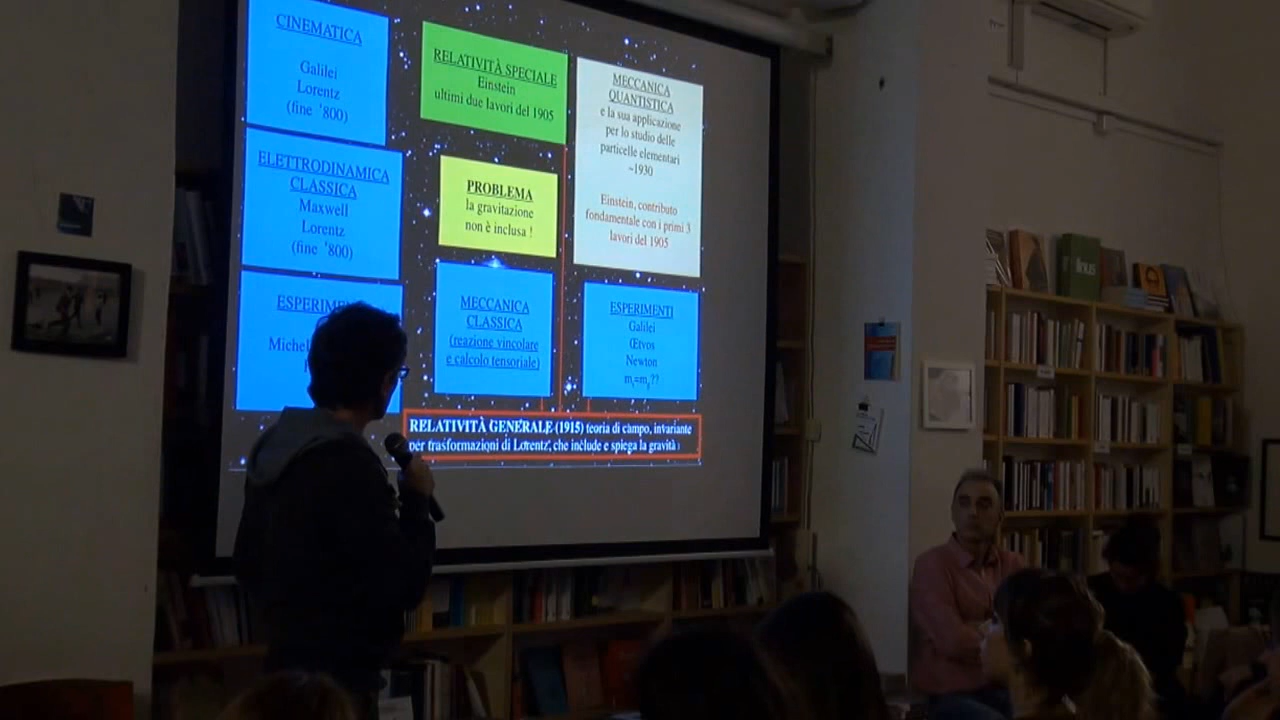 CINEMATICA
Galilei
Lorentz
(fine '800)
ELETTRODINAMICA
CLASSICA
Maxwell
Lorentz
(fine '800)
RELATIVITÀ SPECIALE
Einstein
ultimi due lavori del 1905
PROBLEMA
la gravitazione
non è inclusa !
MECCANICA
CLASSICA
(reazione vincolare
e calcolo tensoriale)
MECCANICA
QUANTISTICA
e la sua applicazione
per lo studio delle
particelle elementari
~1930
Einstein, contributo
fondamentale con i primi 3
lavori del 1905
ESPERIMENTI
Galilei
Œtvos
Newton
RELATIVITÀ GENERALE (1915) teoria di campo, invariante
per trasformazioni di Lorentz, che include e spiega la gravità